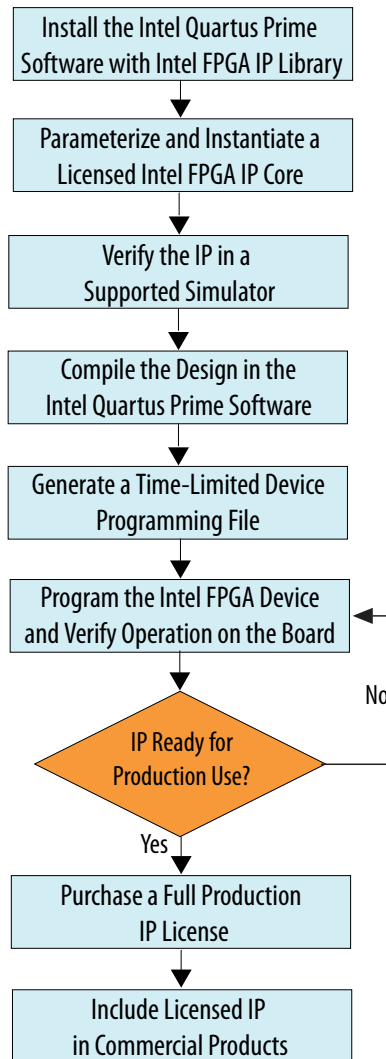 Install the Intel Quartus Prime
Software with Intel FPGA IP Library
Parameterize and Instantiate a
Licensed Intel FPGA IP Core
Verify the IP in a
Supported Simulator
Compile the Design in the
Intel Quartus Prime Software
Generate a Time-Limited Device
Programming File
Program the Intel FPGA Device
and Verify Operation on the Board
No
IP Ready for
Production Use?
Yes
Purchase a Full Production
IP License
Include Licensed IP
in Commercial Products